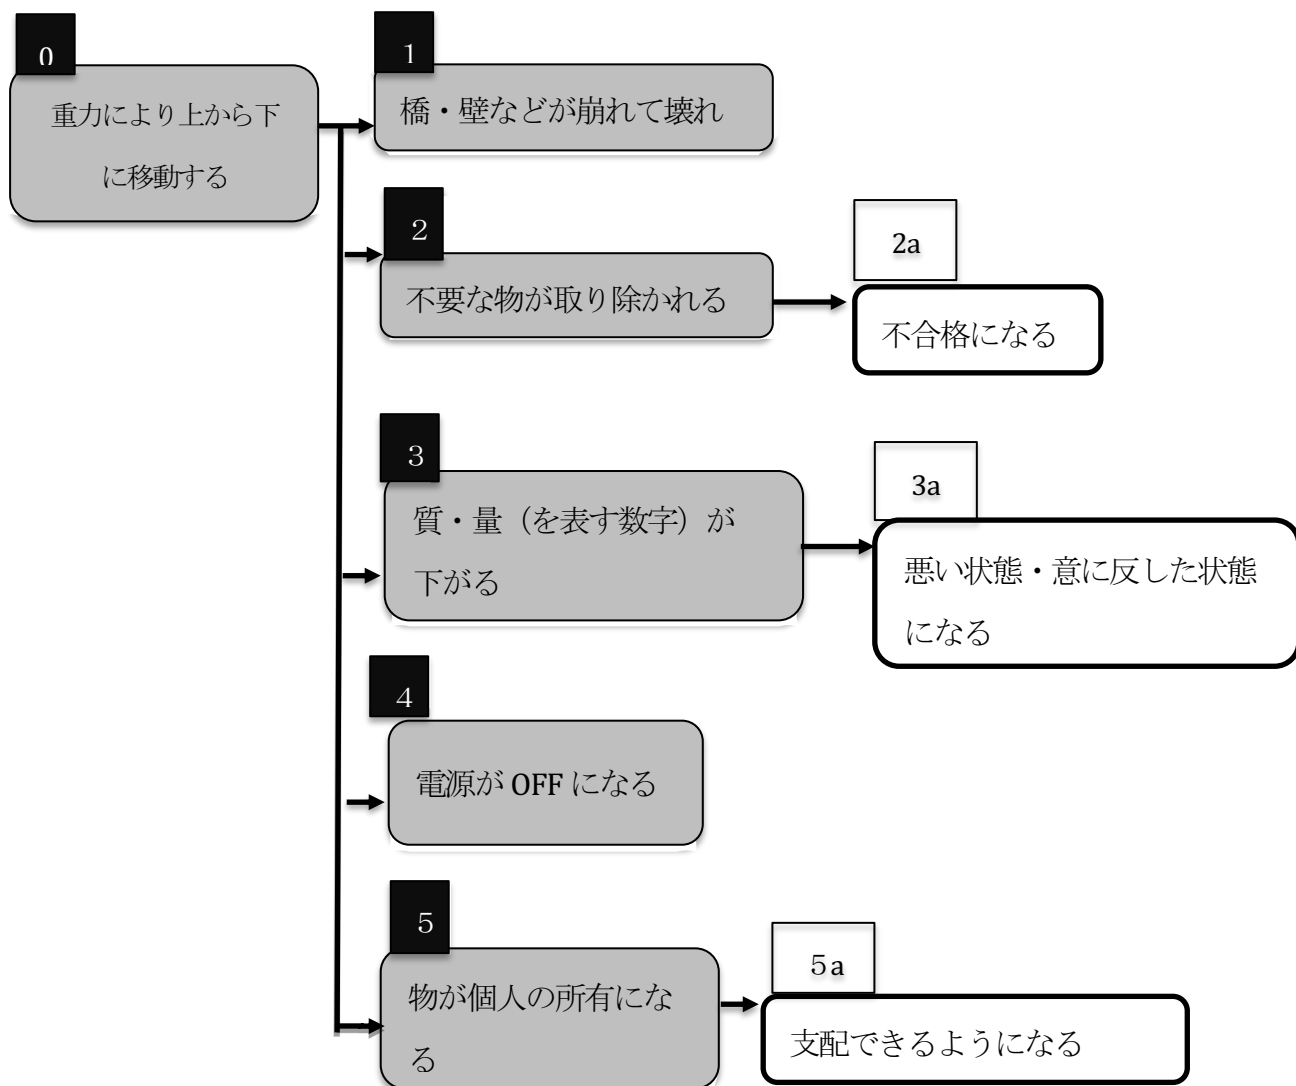 0
重力により上から下
に移動する
1
橋・壁などが崩れて壊れ
2
不要な物が取り除かれる
2a
不合格になる
3
質・量（を表す数字）が
下がる
3a
悪い状態・意に反した状態
になる
4
電源が OFF になる
5
物が個人の所有にな
る
5a
支配できるようになる